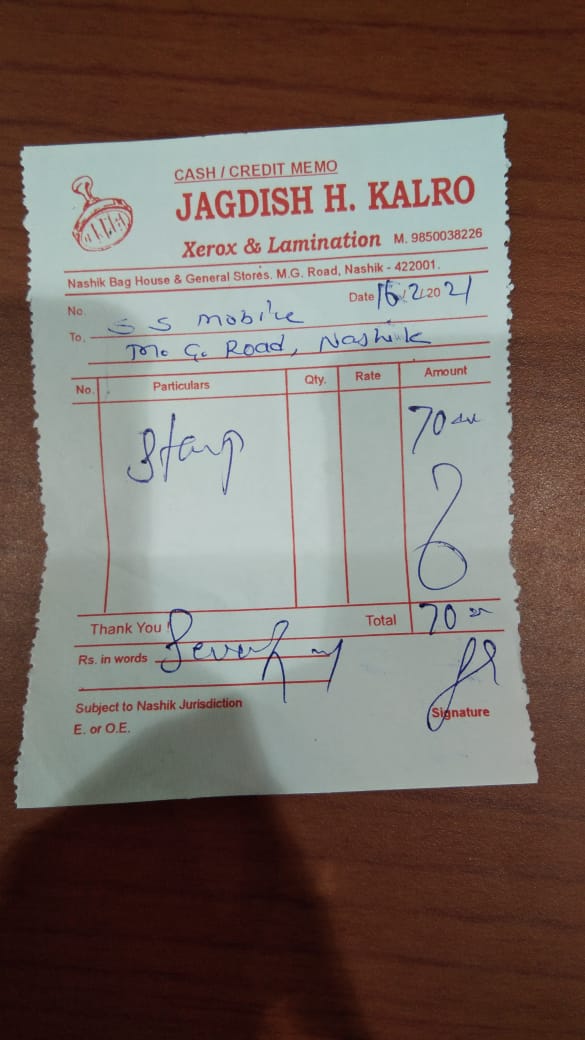 CASH / CREDIT MEMO
JAGDISH H. KALRO
Xerox & Lamination M. 9850038226
Nashik Bag House & General Stores. M.G. Road, Nashik - 422001.
No. Date 16.2.2021
To. S S mobile
M. G. Road, Nashik
No. Particulars Qty. Rate Amount
70
Thank You ! Total 70
Rs. in words
Subject to Nashik Jurisdiction
E. or O.E. Signature